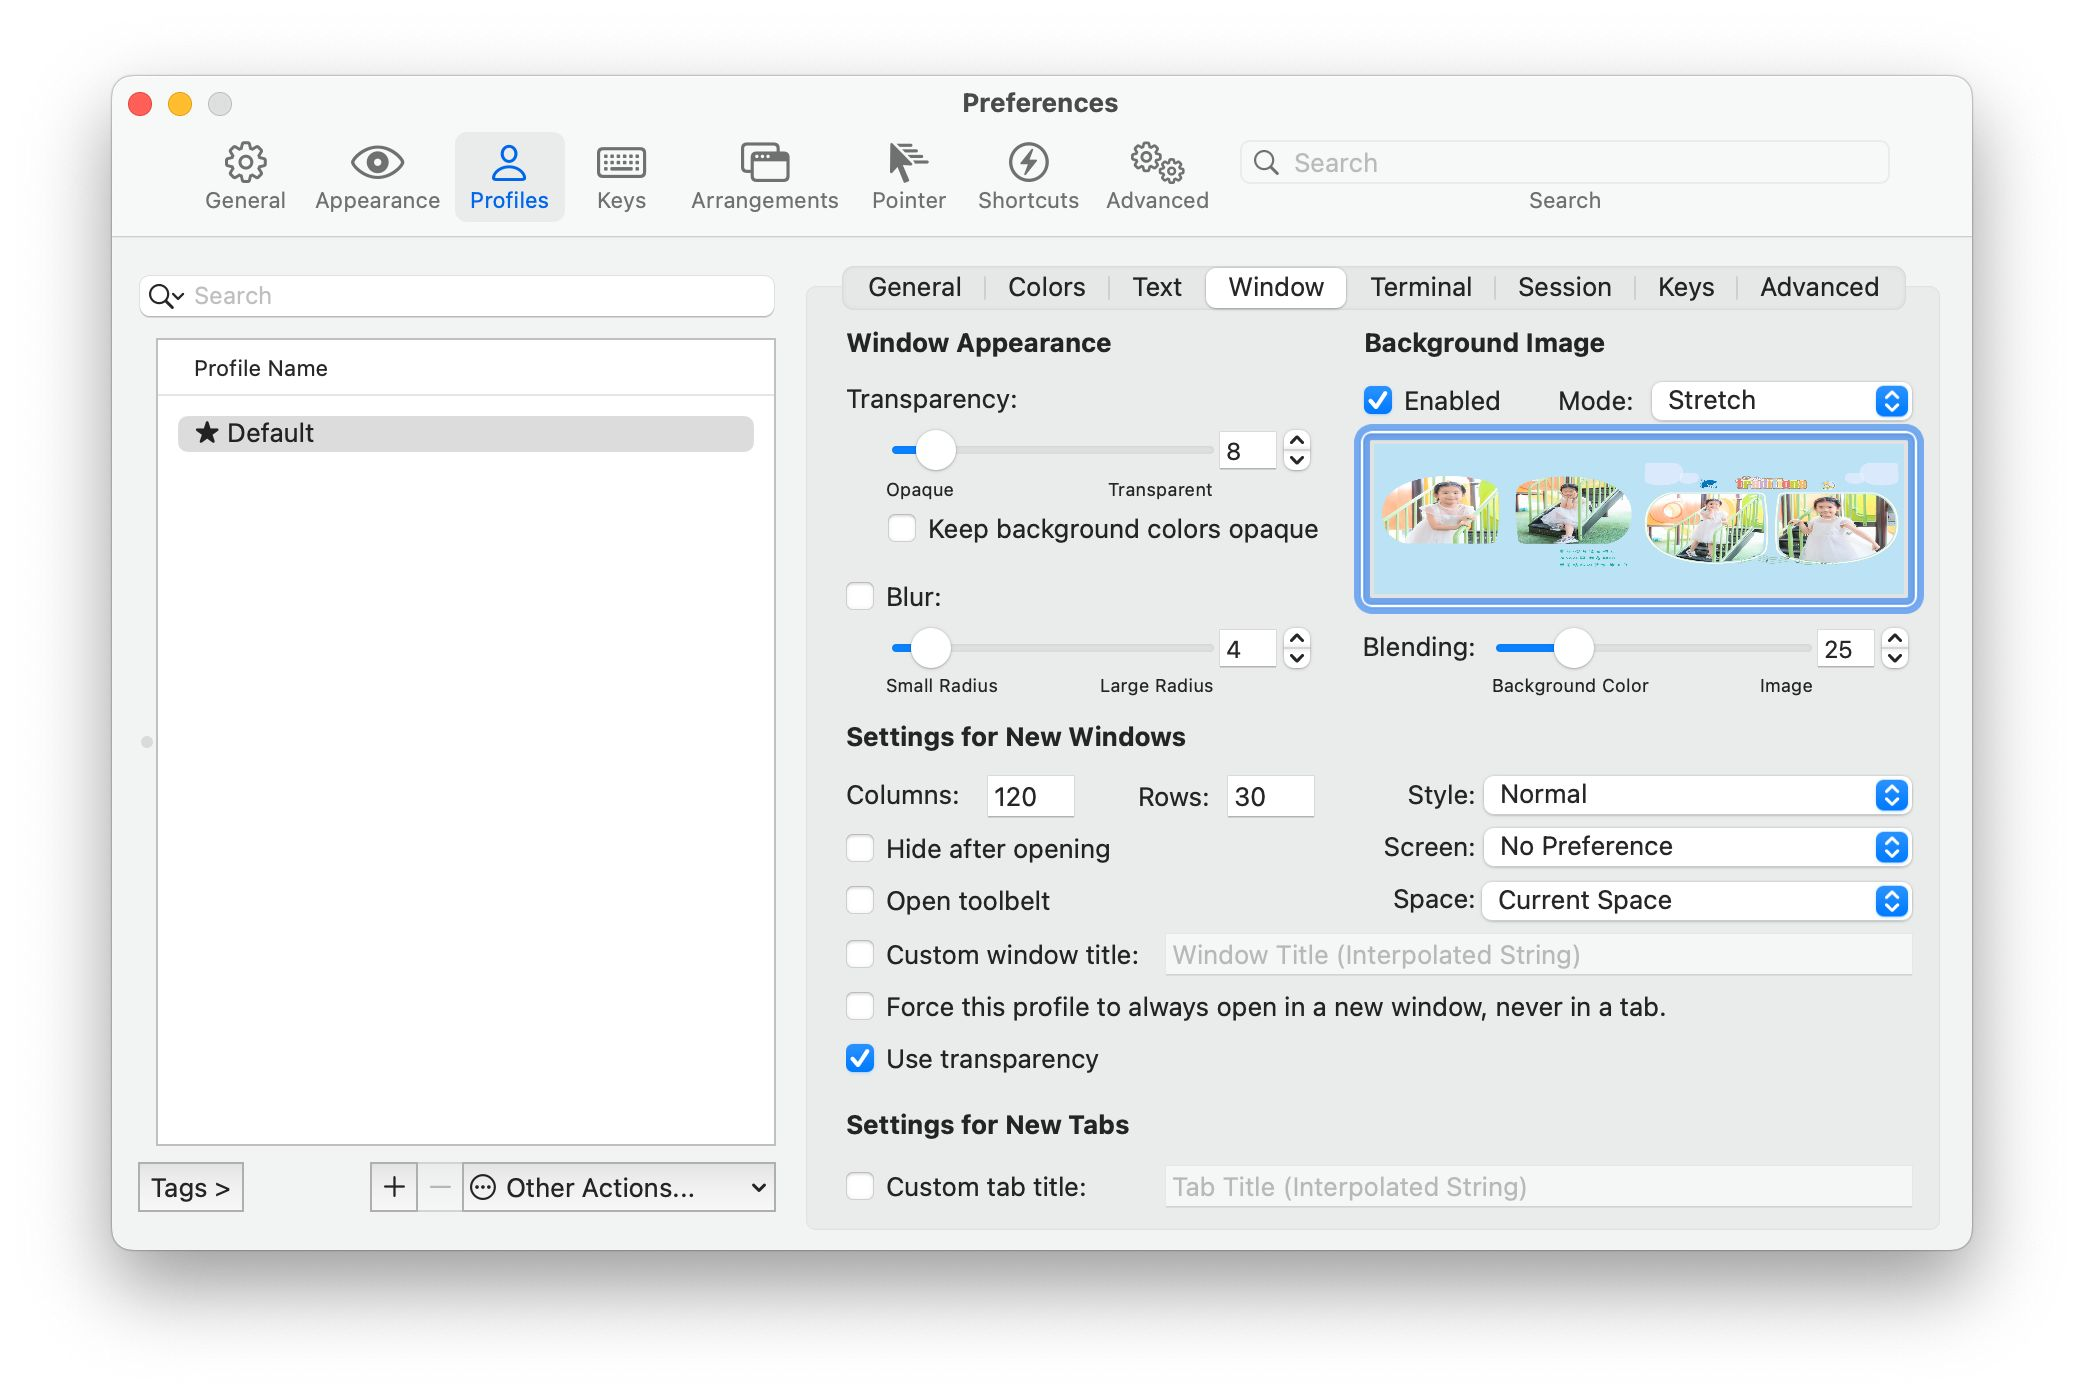 Preferences
General
Appearance
Profiles
Keys
Arrangements
Pointer
Shortcuts
Advanced
Search
Search
Search
Profile Name
★ Default
Tags >
+ − Other Actions...
General Colors Text Window Terminal Session Keys Advanced
Window Appearance
Transparency:
8
Opaque Transparent
Keep background colors opaque
Blur:
4
Small Radius Large Radius
Background Image
Enabled Mode: Stretch
Blending: 25
Background Color Image
Settings for New Windows
Columns: 120 Rows: 30 Style: Normal
Hide after opening Screen: No Preference
Open toolbelt Space: Current Space
Custom window title: Window Title (Interpolated String)
Force this profile to always open in a new window, never in a tab.
Use transparency
Settings for New Tabs
Custom tab title: Tab Title (Interpolated String)